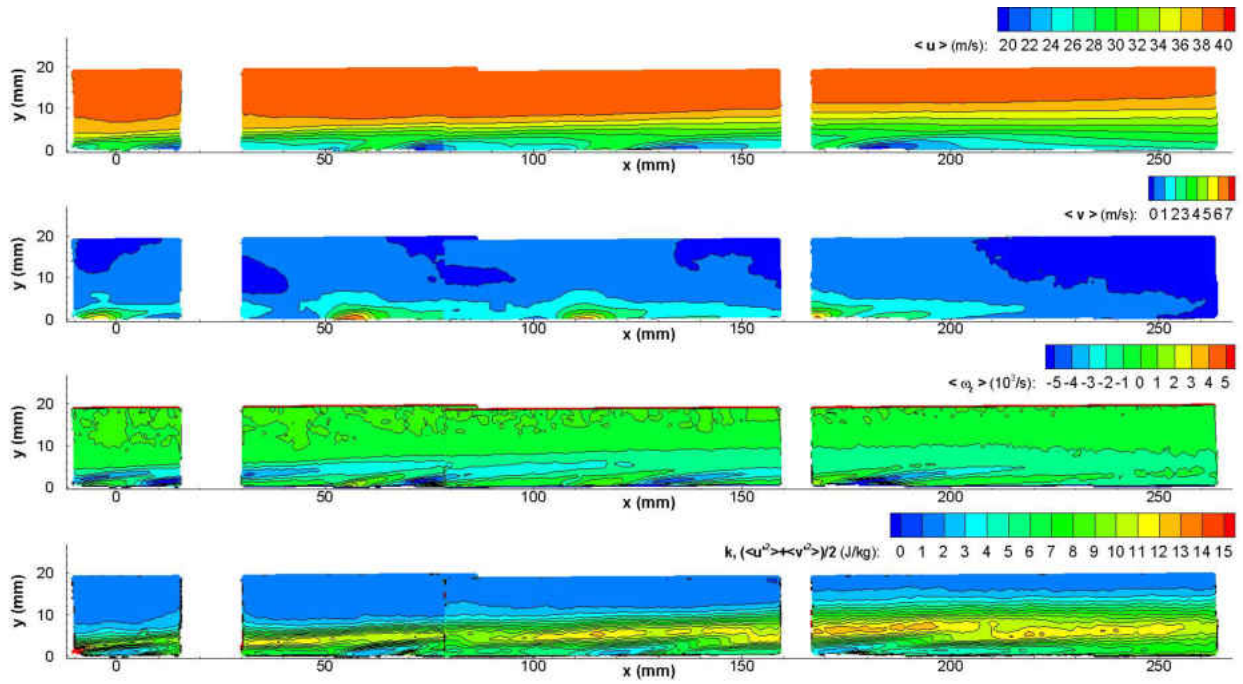 < u > (m/s): 20 22 24 26 28 30 32 34 36 38 40
y (mm)
20
10
0
0 50 100 150 200 250
x (mm)
< v > (m/s): 0 1 2 3 4 5 6 7
y (mm)
20
10
0
0 50 100 150 200 250
x (mm)
< ω_z > (10³/s): -5 -4 -3 -2 -1 0 1 2 3 4 5
y (mm)
20
10
0
0 50 100 150 200 250
x (mm)
k, (<u'²>+<v'²>)/2 (J/kg): 0 1 2 3 4 5 6 7 8 9 10 11 12 13 14 15
y (mm)
20
10
0
0 50 100 150 200 250
x (mm)